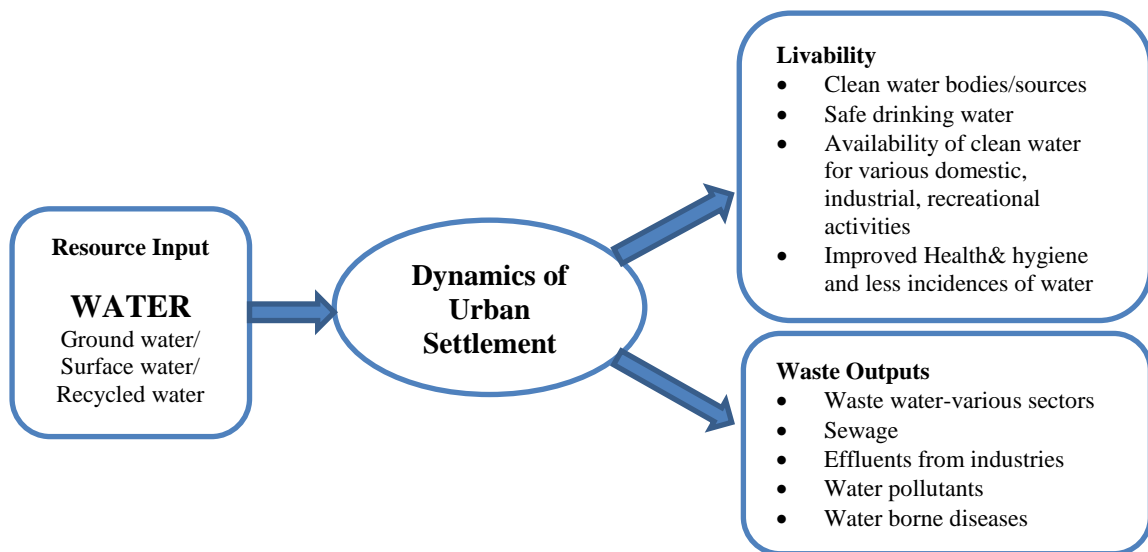 Resource Input
WATER
Ground water/
Surface water/
Recycled water
Dynamics of
Urban
Settlement
Livability
• Clean water bodies/sources
• Safe drinking water
• Availability of clean water
for various domestic,
industrial, recreational
activities
• Improved Health& hygiene
and less incidences of water
Waste Outputs
• Waste water-various sectors
• Sewage
• Effluents from industries
• Water pollutants
• Water borne diseases